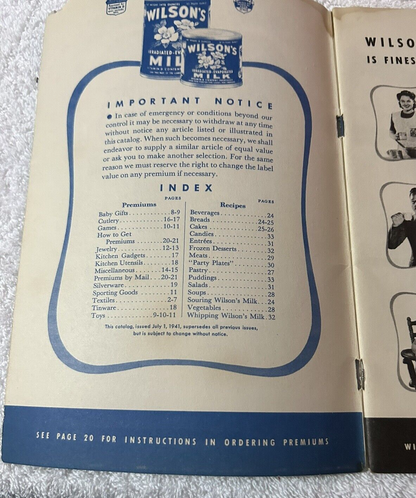 WILSON'S
IRRADIATED-EVAPORATED
MILK
WILSON'S
IRRADIATED-EVAPORATED
MILK
IMPORTANT NOTICE
● In case of emergency or conditions beyond our
control it may be necessary to withdraw at any time
without notice any article listed or illustrated in
this catalog. When such becomes necessary, we shall
endeavor to supply a similar article of equal value
or ask you to make another selection. For the same
reason we must reserve the right to change the label
value on any premium if necessary.
INDEX
PAGES
Premiums
Baby Gifts 8-9
Cutlery 16-17
Games 10-11
How to Get
Premiums 20-21
Jewelry 12-13
Kitchen Gadgets 17
Kitchen Utensils 18
Miscellaneous 14-15
Premiums by Mail 20-21
Silverware 19
Sporting Goods 11
Textiles 2-7
Tinware 18
Toys 9-10-11
PAGES
Recipes
Beverages 24
Breads 24-25
Cakes 25-26
Candies 33
Entrées 31
Frozen Desserts 32
Meats 29
"Party Plates" 30
Pastry 27
Puddings 33
Salads 31
Soups 28
Souring Wilson's Milk 24
Vegetables 28
Whipping Wilson's Milk 32
This catalog, issued July 1, 1941, supersedes all previous issues,
but is subject to change without notice.
SEE PAGE 20 FOR INSTRUCTIONS IN ORDERING PREMIUMS
WILSO
IS FINES
WI